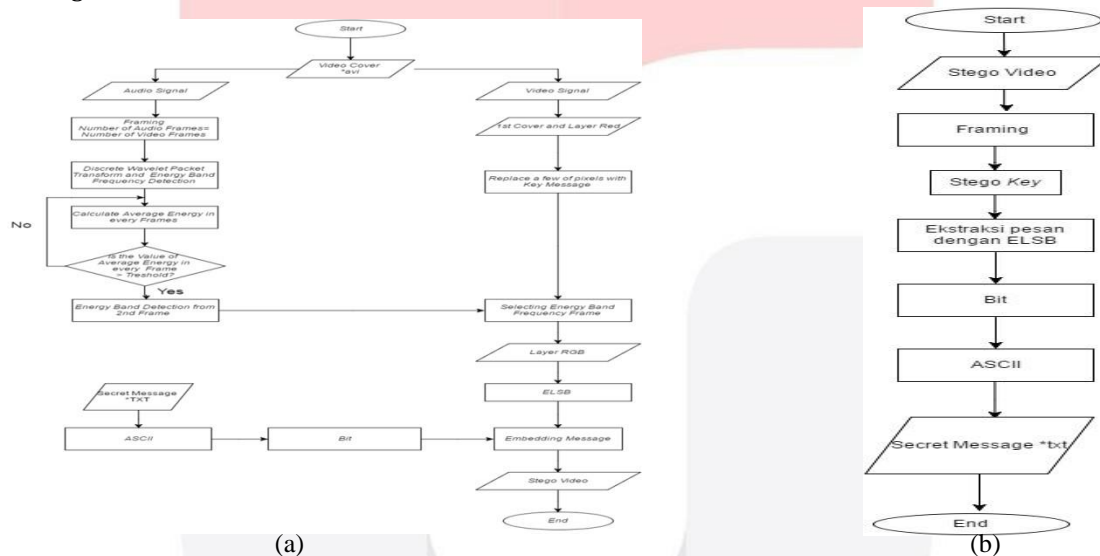 Start
Video Cover
*avi
Audio Signal
Video Signal
Framing
Number of Audio Frames=
Number of Video Frames
1st Cover and Layer Red
Discrete Wavelet Packet
Transform and Energy Band
Frequency Detection
Replace a few of pixels with
Key Message
No
Calculate Average Energy in
every Frames
Is the Value of
Average Energy in
every Frame
= Treshold?
Yes
Energy Band Detection from
2nd Frame
Selecting Energy Band
Frequency Frame
Layer RGB
ELSB
Secret Message
*TXT
ASCII
Bit
Embedding Message
Stego Video
End
(a)
Start
Stego Video
Framing
Stego Key
Ekstraksi pesan
dengan ELSB
Bit
ASCII
Secret Message *txt
End
(b)